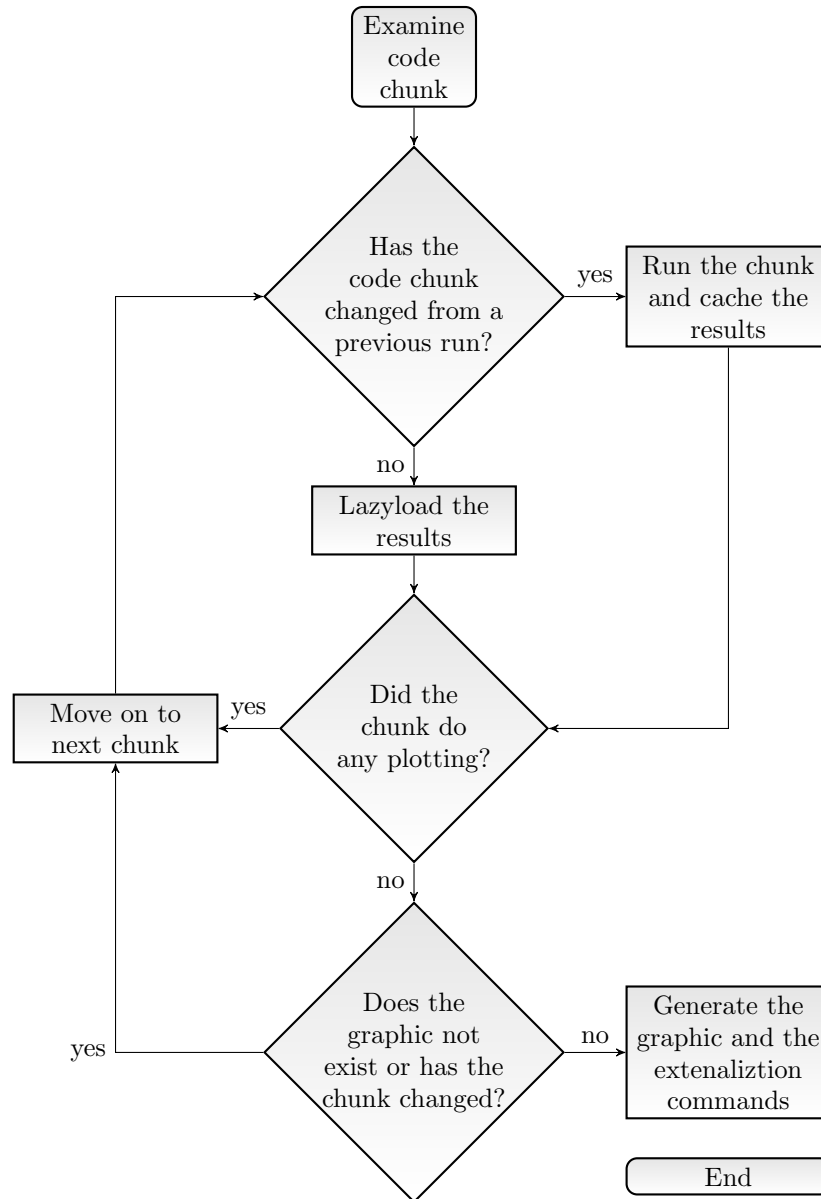 Examine
code
chunk
Has the
code chunk
changed from a
previous run?
yes
Run the chunk
and cache the
results
no
Lazyload the
results
Did the
chunk do
any plotting?
yes
Move on to
next chunk
no
Does the
graphic not
exist or has the
chunk changed?
yes
no
Generate the
graphic and the
extenaliztion
commands
End